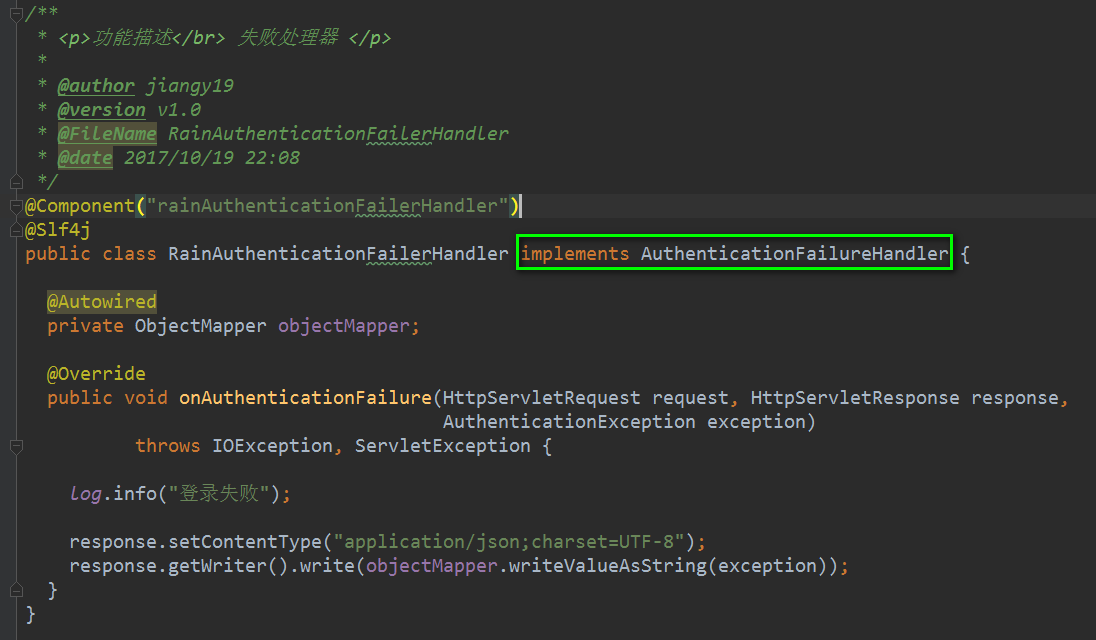 /**
* <p>功能描述</br> 失败处理器 </p>
*
* @author jiangy19
* @version v1.0
* @FileName RainAuthenticationFailerHandler
* @date 2017/10/19 22:08
*/
@Component("rainAuthenticationFailerHandler")
@Slf4j
public class RainAuthenticationFailerHandler implements AuthenticationFailureHandler {
@Autowired
private ObjectMapper objectMapper;
@Override
public void onAuthenticationFailure(HttpServletRequest request, HttpServletResponse response,
AuthenticationException exception)
throws IOException, ServletException {
log.info("登录失败");
response.setContentType("application/json;charset=UTF-8");
response.getWriter().write(objectMapper.writeValueAsString(exception));
}
}